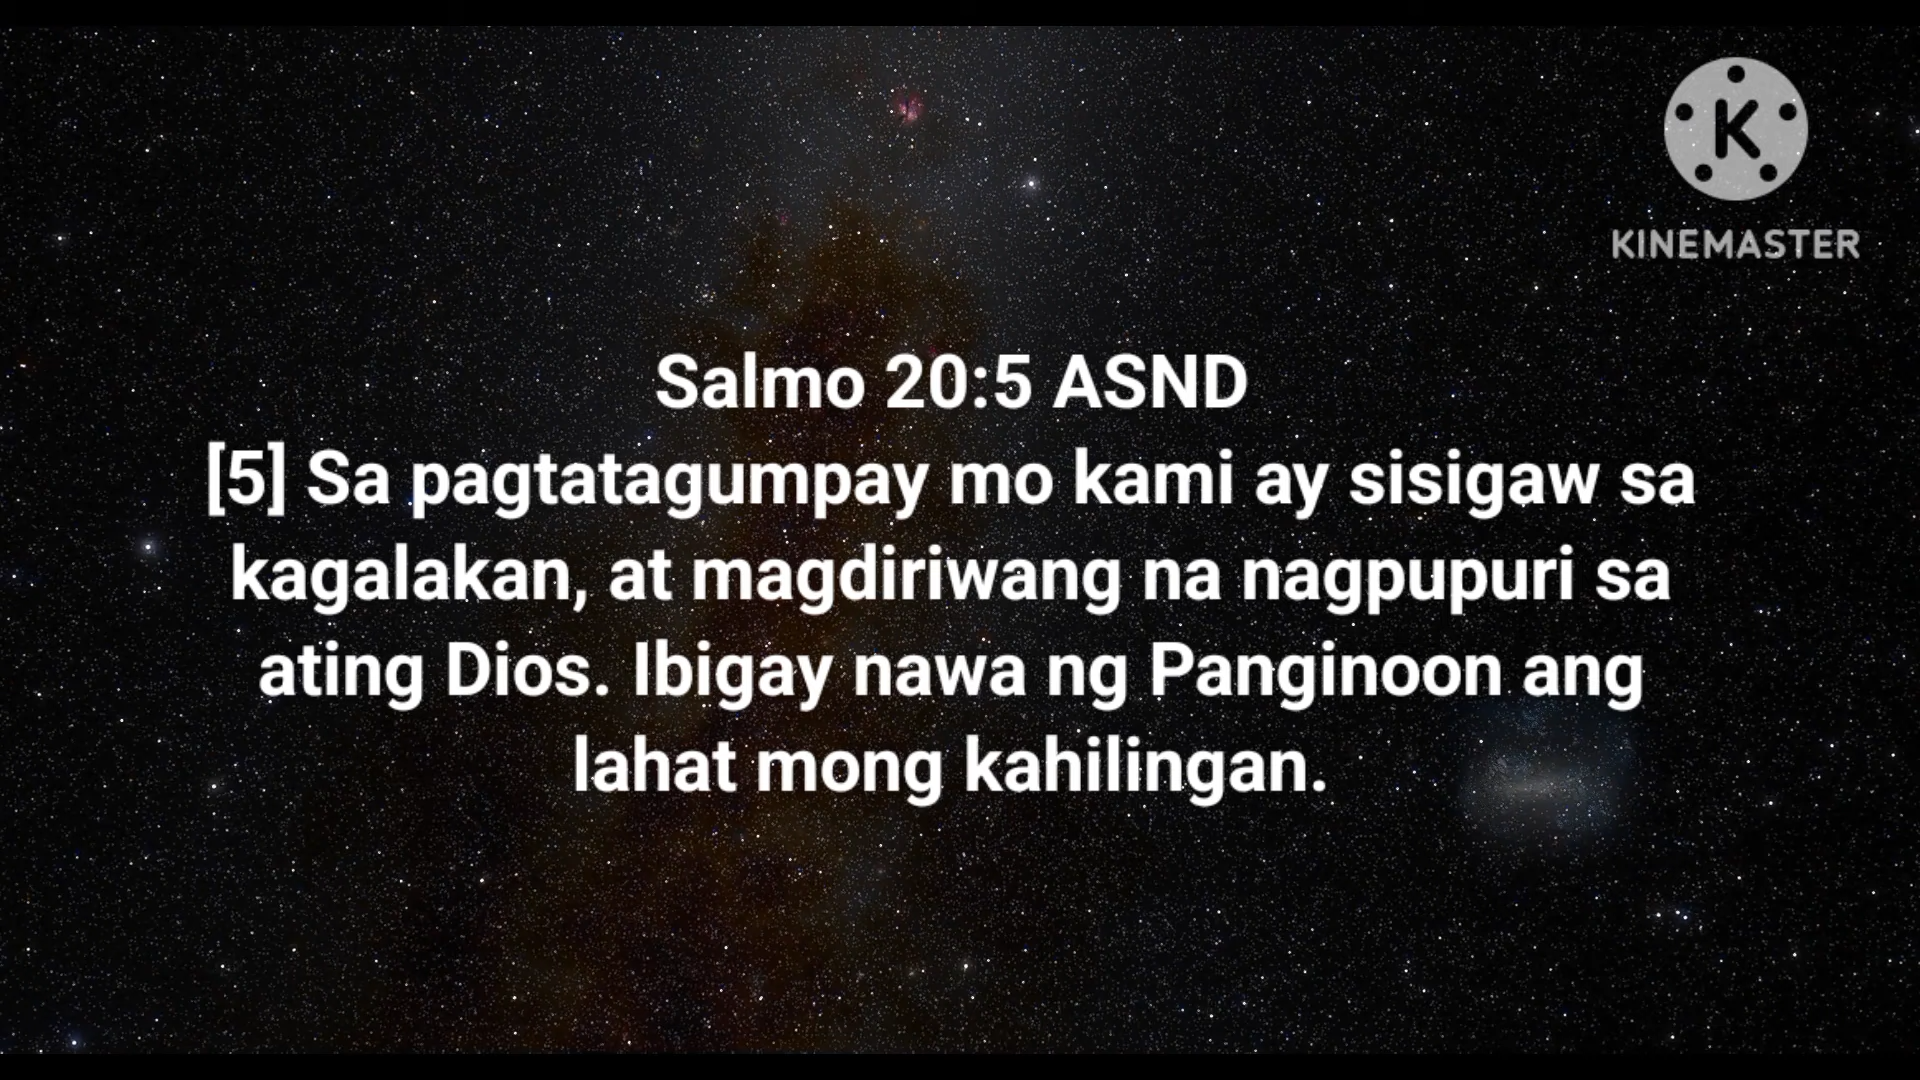 K
KINEMASTER
Salmo 20:5 ASND
[5] Sa pagtatagumpay mo kami ay sisigaw sa
kagalakan, at magdiriwang na nagpupuri sa
ating Dios. Ibigay nawa ng Panginoon ang
lahat mong kahilingan.